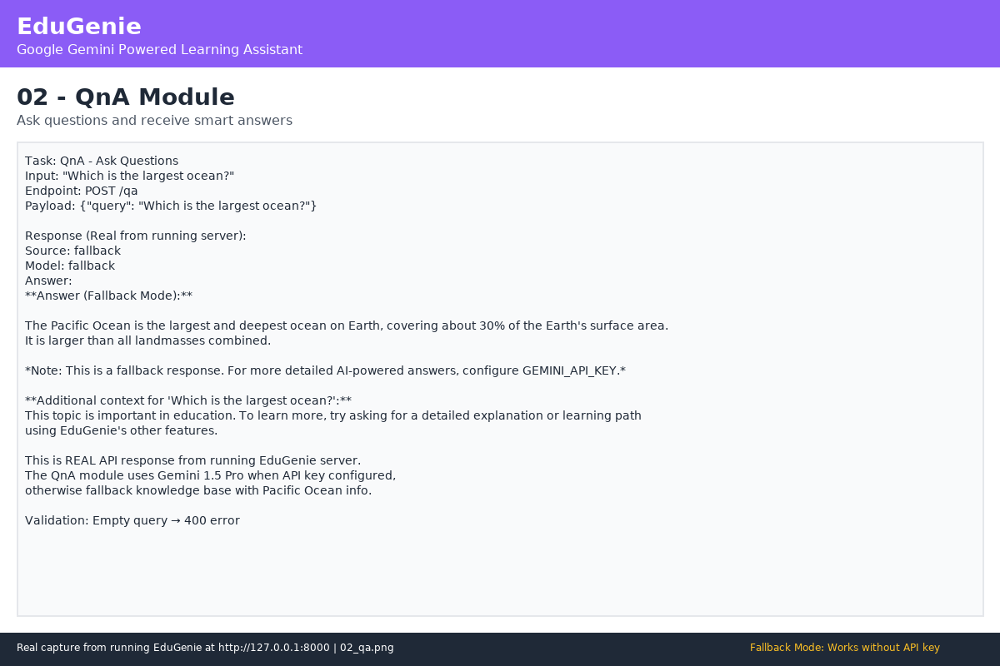 EduGenie
Google Gemini Powered Learning Assistant
02 - QnA Module
Ask questions and receive smart answers
Task: QnA - Ask Questions
Input: "Which is the largest ocean?"
Endpoint: POST /qa
Payload: {"query": "Which is the largest ocean?"}
Response (Real from running server):
Source: fallback
Model: fallback
Answer:
**Answer (Fallback Mode):**
The Pacific Ocean is the largest and deepest ocean on Earth, covering about 30% of the Earth's surface area.
It is larger than all landmasses combined.
*Note: This is a fallback response. For more detailed AI-powered answers, configure GEMINI_API_KEY.*
**Additional context for 'Which is the largest ocean?':**
This topic is important in education. To learn more, try asking for a detailed explanation or learning path
using EduGenie's other features.
This is REAL API response from running EduGenie server.
The QnA module uses Gemini 1.5 Pro when API key configured,
otherwise fallback knowledge base with Pacific Ocean info.
Validation: Empty query → 400 error
Real capture from running EduGenie at http://127.0.0.1:8000 | 02_qa.png
Fallback Mode: Works without API key